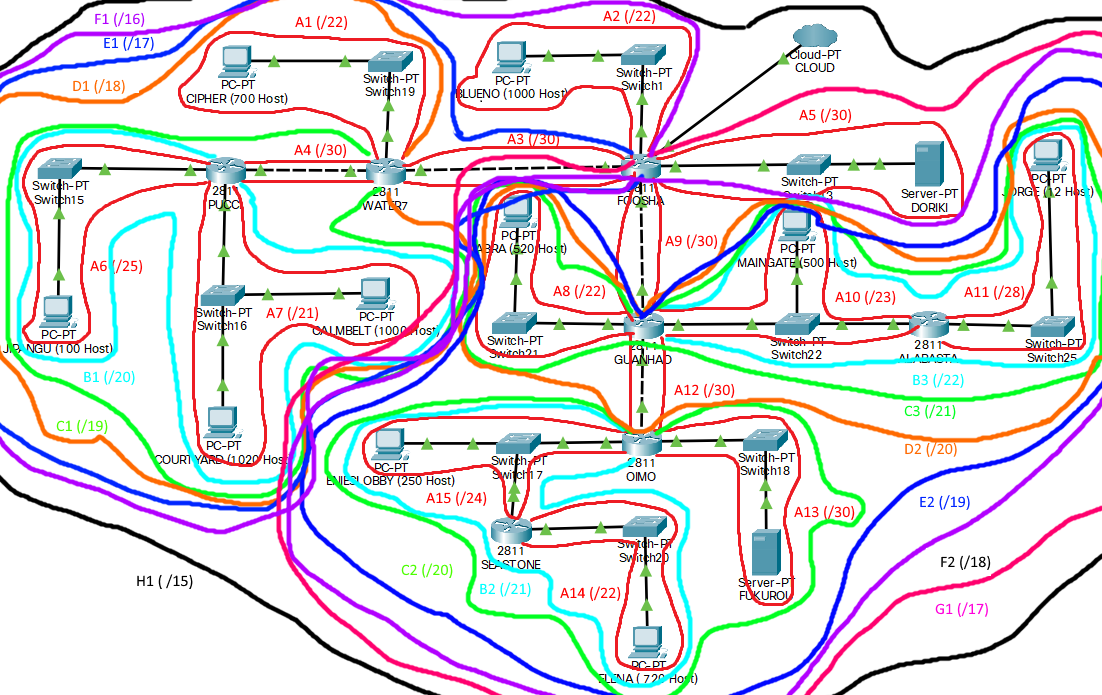 F1 (/16)
A1 (/22)
A2 (/22)
E1 (/17)
Cloud-PT
CLOUD
PC-PT
CIPHER (700 Host)
Switch-PT
Switch19
PC-PT
BLUENO (1000 Host)
Switch-PT
Switch1
D1 (/18)
A5 (/30)
A4 (/30)
A3 (/30)
Switch-PT
Switch15
PUCCI
2811
WATER7
FOOSHA
Switch-PT
Server-PT
DORIKI
PC-PT
(12 Host)
PC-PT
(520 Host)
A9 (/30)
PC-PT
MAINGATE (500 Host)
A6 (/25)
A8 (/22)
A10 (/23)
A11 (/28)
Switch-PT
Switch16
A7 (/21)
PC-PT
CALMBELT (1000 Host)
PC-PT
(100 Host)
Switch-PT
Switch21
2811
GUANHAO
Switch-PT
Switch22
2811
ALABASTA
Switch-PT
Switch25
B1 (/20)
B3 (/22)
A12 (/30)
C3 (/21)
C1 (/19)
PC-PT
COURTYARD (1020 Host)
D2 (/20)
PC-PT
ENIESLOBBY (250 Host)
Switch-PT
Switch17
2811
OIMO
Switch-PT
Switch18
A15 (/24)
A13 (/30)
E2 (/19)
2811
SEASTONE
Switch-PT
Switch20
H1 ( /15)
C2 (/20)
B2 (/21)
A14 (/22)
Server-PT
FUKUROU
F2 (/18)
G1 (/17)
PC-PT
ELENA ( 720 Host)